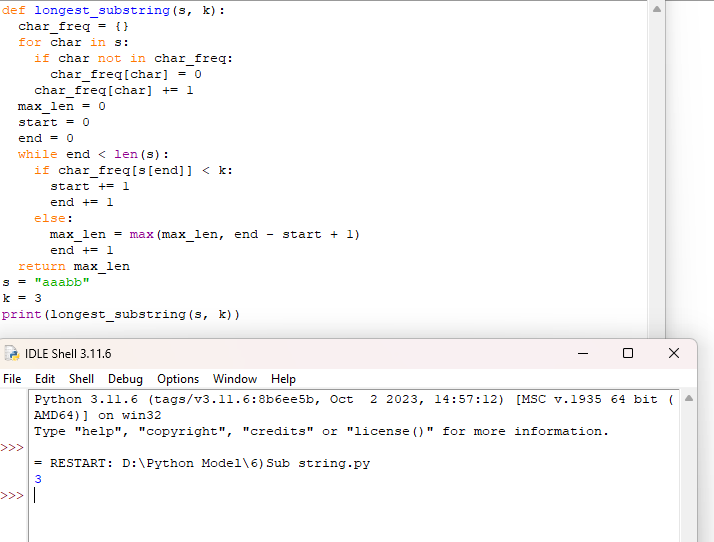 def longest_substring(s, k):
  char_freq = {}
  for char in s:
    if char not in char_freq:
      char_freq[char] = 0
    char_freq[char] += 1
  max_len = 0
  start = 0
  end = 0
  while end < len(s):
    if char_freq[s[end]] < k:
      start += 1
      end += 1
    else:
      max_len = max(max_len, end - start + 1)
      end += 1
  return max_len
s = "aaabb"
k = 3
print(longest_substring(s, k))
IDLE Shell 3.11.6
File Edit Shell Debug Options Window Help
Python 3.11.6 (tags/v3.11.6:8b6ee5b, Oct  2 2023, 14:57:12) [MSC v.1935 64 bit (
AMD64)] on win32
Type "help", "copyright", "credits" or "license()" for more information.
>>>
= RESTART: D:\Python Model\6)Sub string.py
3
>>>